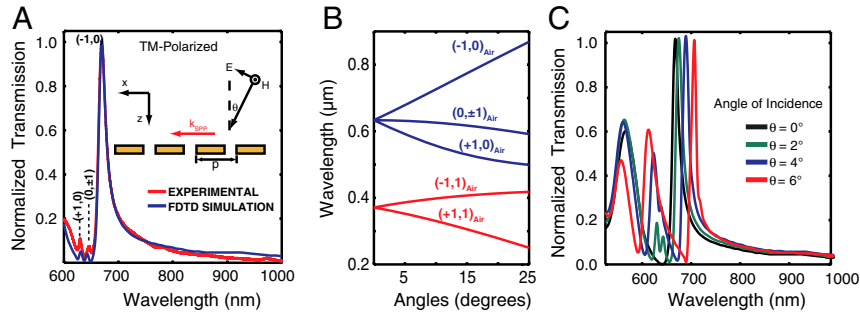 A
B
C
TM-Polarized
(-1,0)
E
H
θ
x
z
k_SPP
p
(+1,0)
(0,±1)
EXPERIMENTAL
FDTD SIMULATION
1.0
0.8
0.6
0.4
0.2
600 700 800 900 1000
Wavelength (nm)
Normalized Transmission
(-1,0)Air
(0,±1)Air
(+1,0)Air
(-1,1)Air
(+1,1)Air
0.8
0.6
0.4
0.2
5 15 25
Angles (degrees)
Wavelength (μm)
Angle of Incidence
θ = 0°
θ = 2°
θ = 4°
θ = 6°
1.0
0.8
0.6
0.4
0.2
0.0
600 700 800 900
Wavelength (nm)
Normalized Transmission